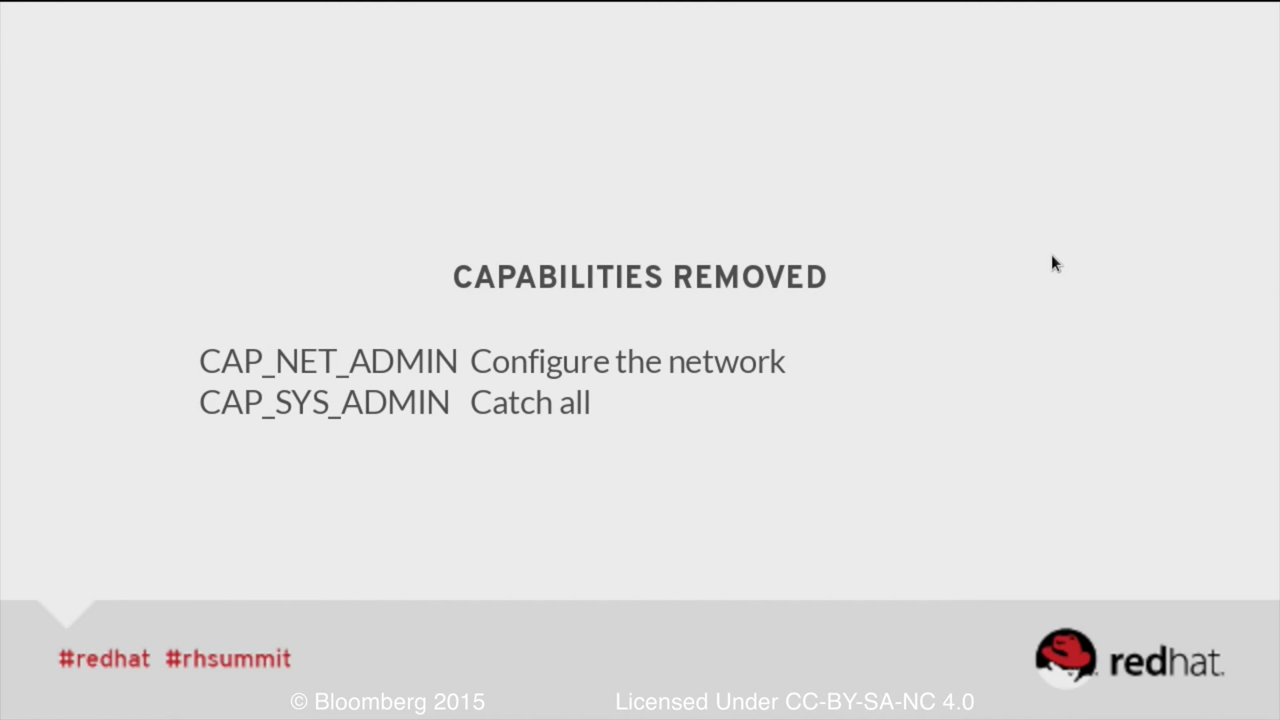 CAPABILITIES REMOVED
CAP_NET_ADMIN Configure the network
CAP_SYS_ADMIN Catch all
#redhat #rhsummit
redhat.
© Bloomberg 2015 Licensed Under CC-BY-SA-NC 4.0